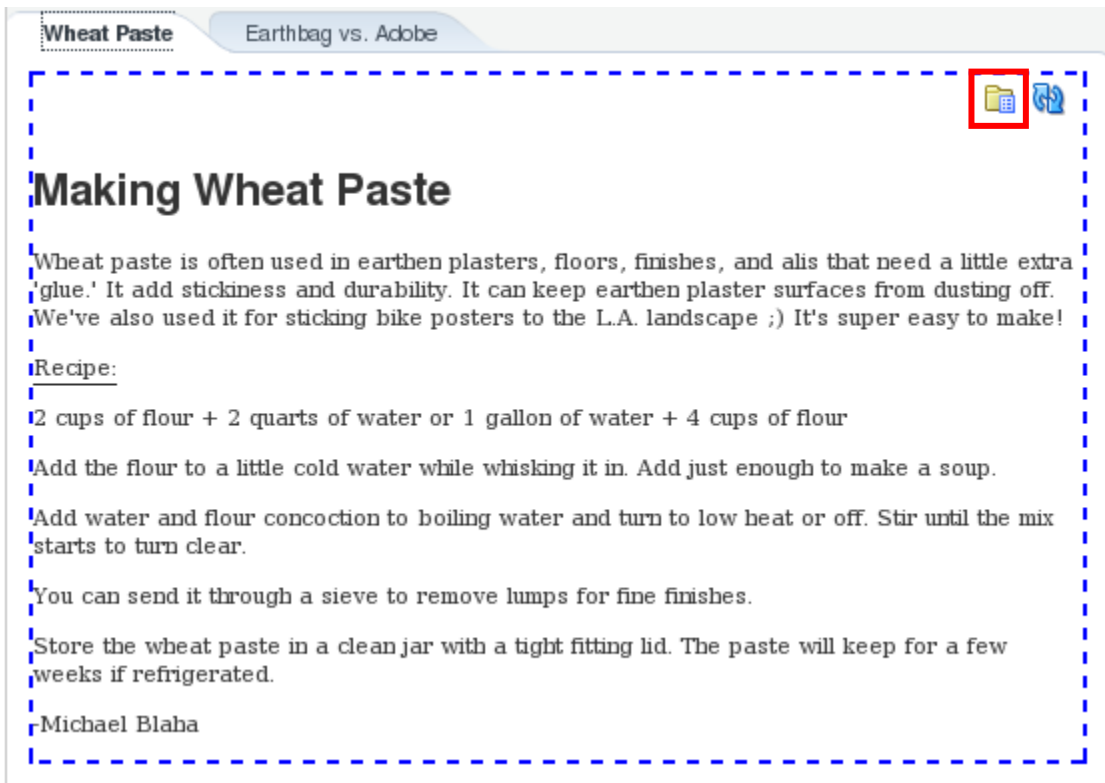 Wheat Paste
Earthbag vs. Adobe
Making Wheat Paste
Wheat paste is often used in earthen plasters, floors, finishes, and alis that need a little extra
'glue.' It add stickiness and durability. It can keep earthen plaster surfaces from dusting off.
We've also used it for sticking bike posters to the L.A. landscape ;) It's super easy to make!
Recipe:
2 cups of flour + 2 quarts of water or 1 gallon of water + 4 cups of flour
Add the flour to a little cold water while whisking it in. Add just enough to make a soup.
Add water and flour concoction to boiling water and turn to low heat or off. Stir until the mix
starts to turn clear.
You can send it through a sieve to remove lumps for fine finishes.
Store the wheat paste in a clean jar with a tight fitting lid. The paste will keep for a few
weeks if refrigerated.
-Michael Blaha